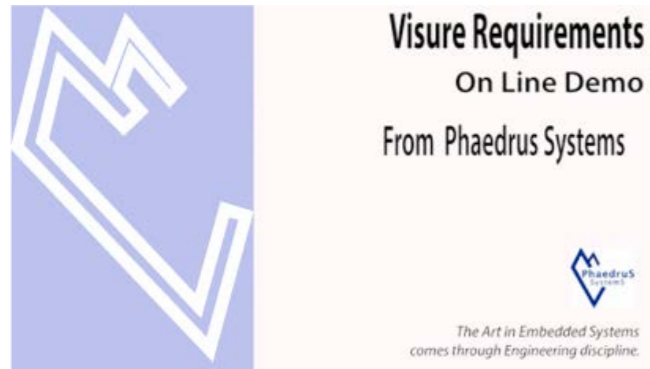 Visure Requirements
On Line Demo
From Phaedrus Systems
PhaedruS
SystemS
The Art in Embedded Systems
comes through Engineering discipline.